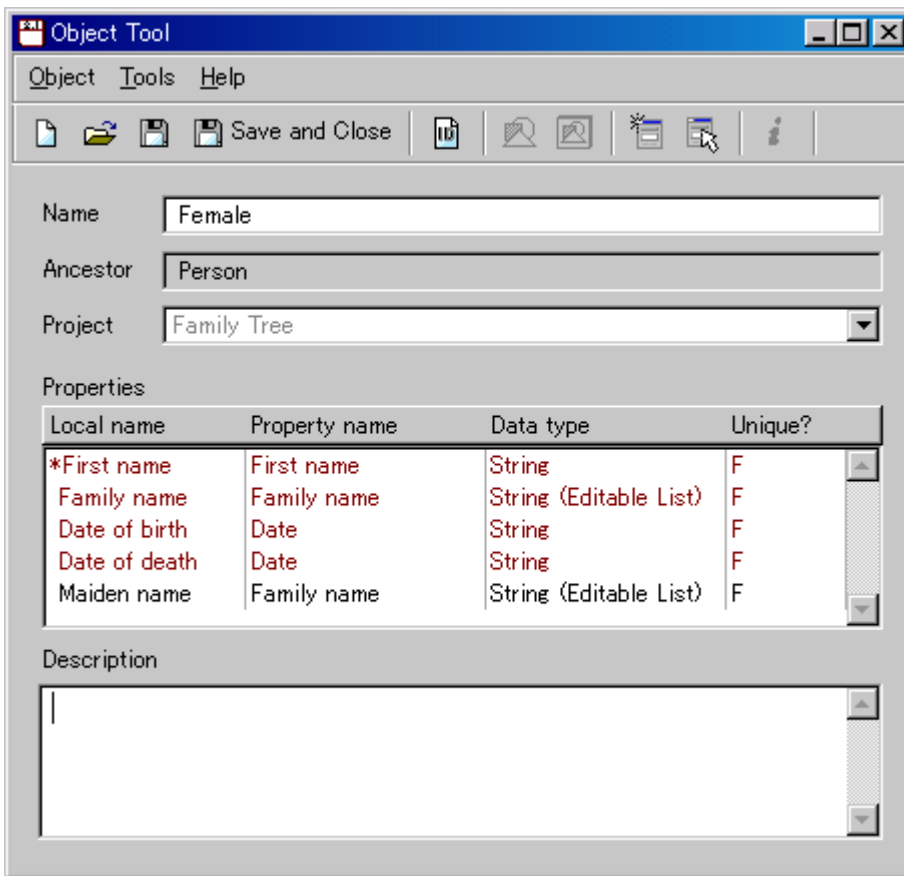 Object Tool
Object Tools Help
Save and Close
Name Female
Ancestor Person
Project Family Tree
Properties
Local name Property name Data type Unique?
*First name First name String F
Family name Family name String (Editable List) F
Date of birth Date String F
Date of death Date String F
Maiden name Family name String (Editable List) F
Description